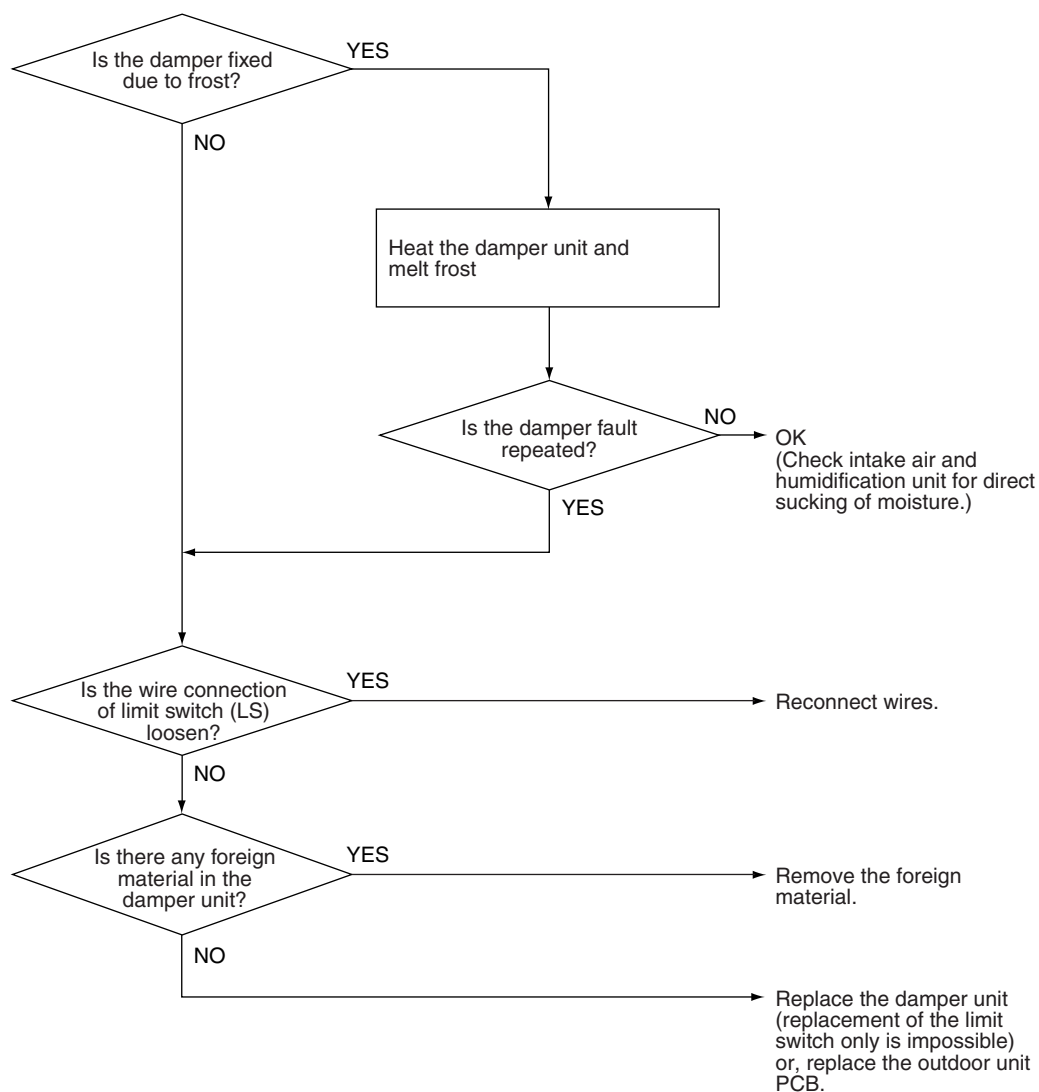 Is the damper fixed
due to frost?
YES
NO
Heat the damper unit and
melt frost
Is the damper fault
repeated?
NO
OK
(Check intake air and
humidification unit for direct
sucking of moisture.)
YES
Is the wire connection
of limit switch (LS)
loosen?
YES
Reconnect wires.
NO
Is there any foreign
material in the
damper unit?
YES
Remove the foreign
material.
NO
Replace the damper unit
(replacement of the limit
switch only is impossible)
or, replace the outdoor unit
PCB.